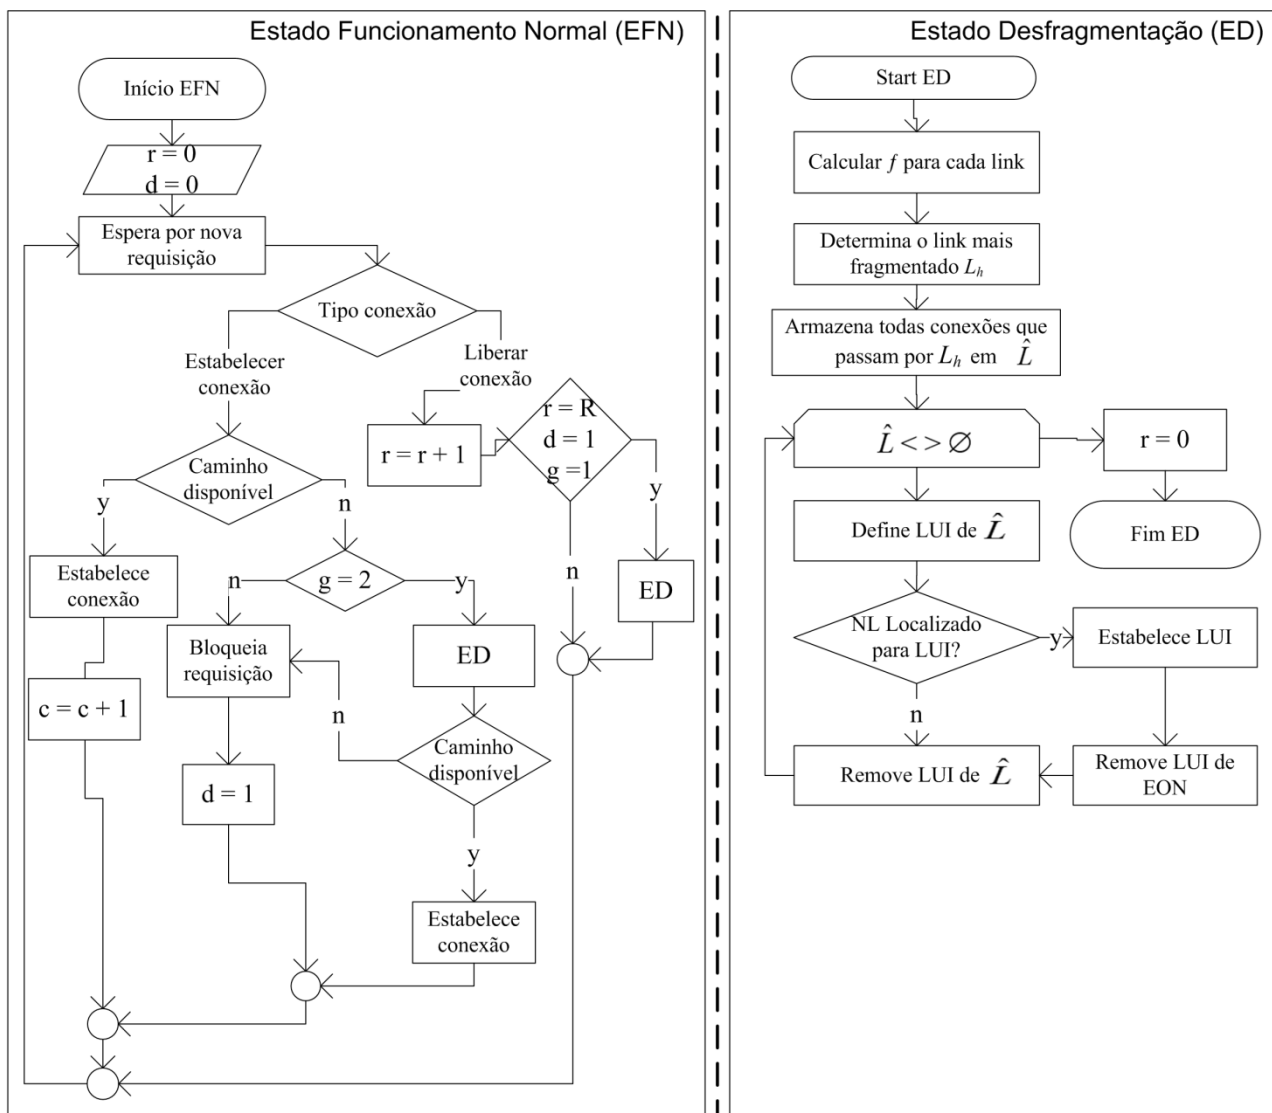 Estado Funcionamento Normal (EFN)
Início EFN
r = 0
d = 0
Espera por nova
requisição
Tipo conexão
Estabelecer
conexão
Liberar
conexão
r = r + 1
r = R
d = 1
g =1
y
n
ED
Caminho
disponível
y
n
Estabelece
conexão
c = c + 1
g = 2
n
y
Bloqueia
requisição
ED
n
d = 1
Caminho
disponível
y
Estabelece
conexão
Estado Desfragmentação (ED)
Start ED
Calcular f para cada link
Determina o link mais
fragmentado Lₕ
Armazena todas conexões que
passam por Lₕ em L̂
L̂ < > ∅
r = 0
Fim ED
Define LUI de L̂
NL Localizado
para LUI?
y
n
Estabelece LUI
Remove LUI de
EON
Remove LUI de L̂